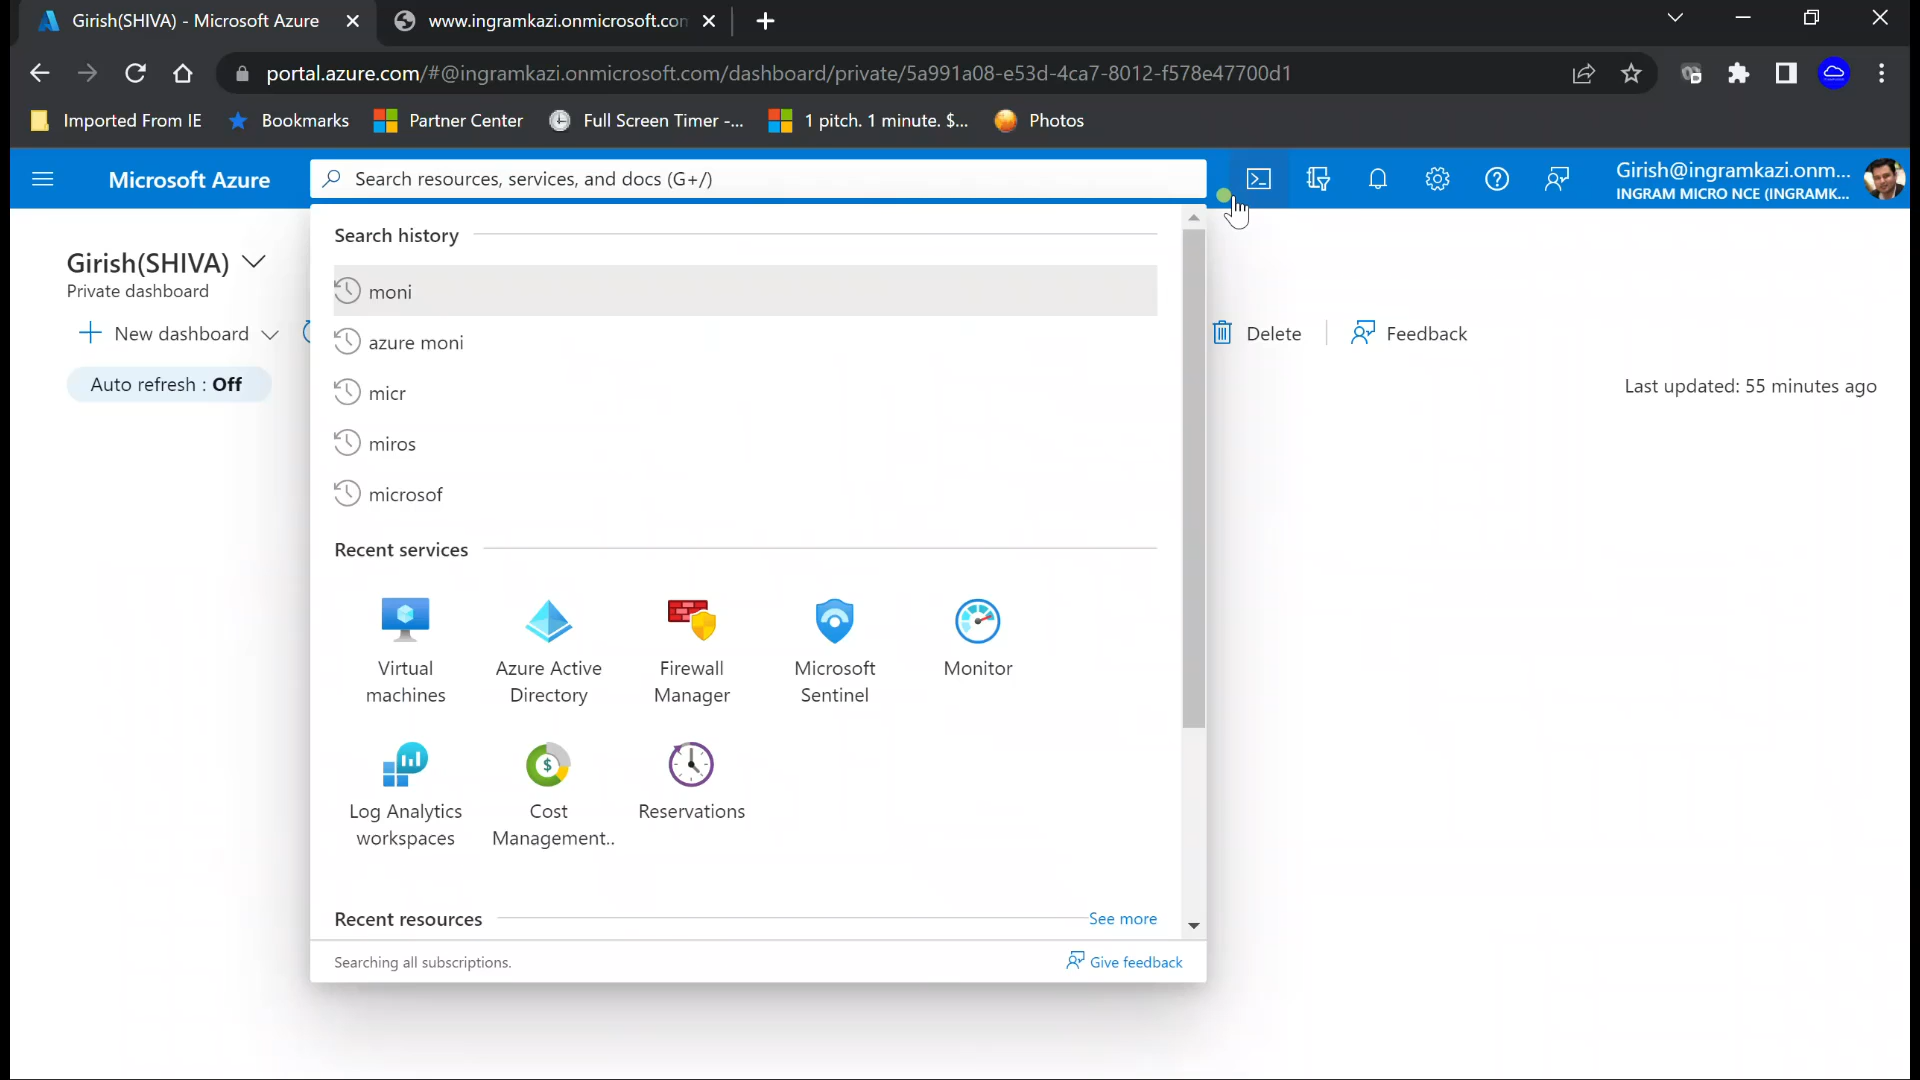 Girish(SHIVA) - Microsoft Azure
www.ingramkazi.onmicrosoft.con
portal.azure.com/#@ingramkazi.onmicrosoft.com/dashboard/private/5a991a08-e53d-4ca7-8012-f578e47700d1
Imported From IE
Bookmarks
Partner Center
Full Screen Timer -...
1 pitch. 1 minute. $...
Photos
Microsoft Azure
Search resources, services, and docs (G+/)
Girish@ingramkazi.onm...
INGRAM MICRO NCE (INGRAMK...
Girish(SHIVA)
Private dashboard
New dashboard
Delete
Feedback
Auto refresh : Off
Last updated: 55 minutes ago
Search history
moni
azure moni
micr
miros
microsof
Recent services
Virtual
machines
Azure Active
Directory
Firewall
Manager
Microsoft
Sentinel
Monitor
Log Analytics
workspaces
Cost
Management..
Reservations
Recent resources
See more
Searching all subscriptions.
Give feedback